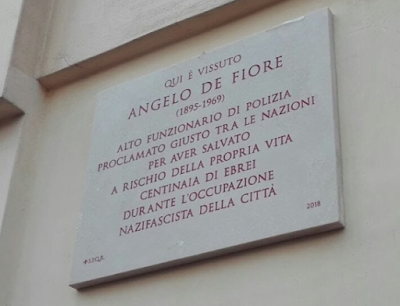 QUI È VISSUTO
ANGELO DE FIORE
(1895-1969)
ALTO FUNZIONARIO DI POLIZIA
PROCLAMATO GIUSTO TRA LE NAZIONI
PER AVER SALVATO
A RISCHIO DELLA PROPRIA VITA
CENTINAIA DI EBREI
DURANTE L'OCCUPAZIONE
NAZIFASCISTA DELLA CITTÀ
S.P.Q.R. 2018